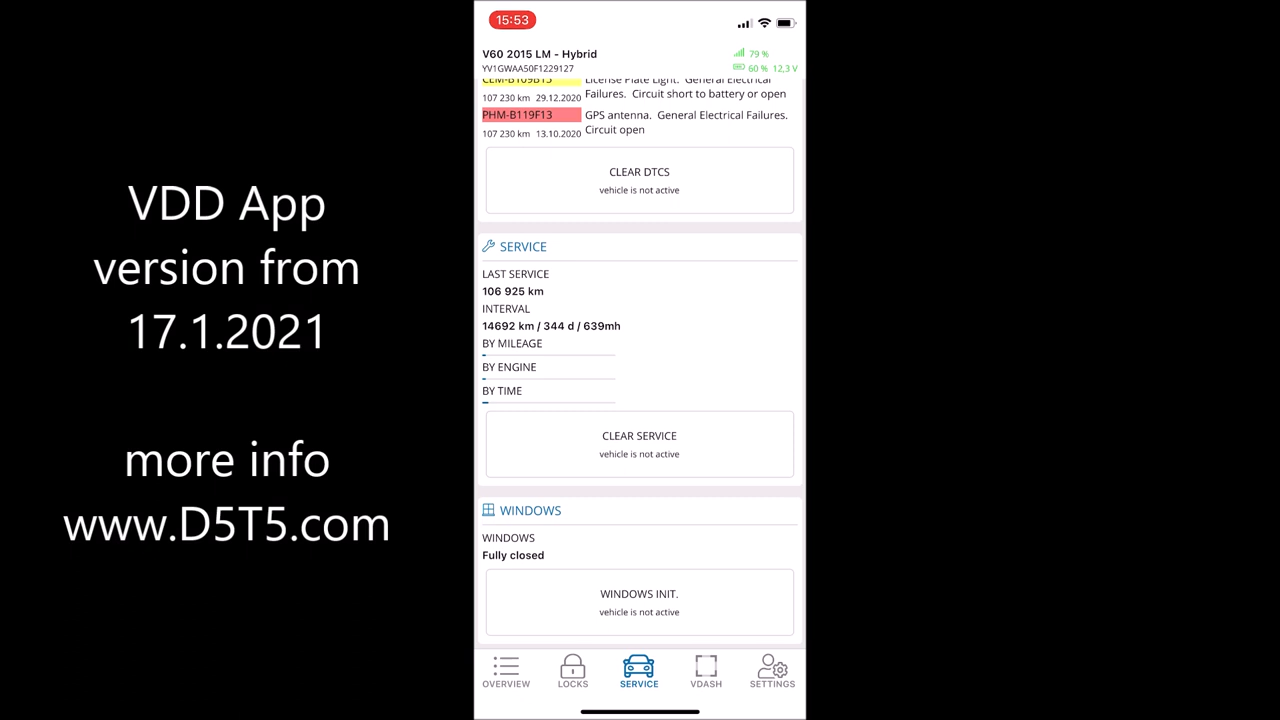 VDD App
version from
17.1.2021
more info
www.D5T5.com
15:53
V60 2015 LM - Hybrid
79 %
YV1GWAA50F1229127
60 % 12,3 V
CEM-B109B15 License Plate Light. General Electrical
107 230 km 29.12.2020 Failures. Circuit short to battery or open
PHM-B119F13 GPS antenna. General Electrical Failures.
107 230 km 13.10.2020 Circuit open
CLEAR DTCS
vehicle is not active
SERVICE
LAST SERVICE
106 925 km
INTERVAL
14692 km / 344 d / 639mh
BY MILEAGE
BY ENGINE
BY TIME
CLEAR SERVICE
vehicle is not active
WINDOWS
WINDOWS
Fully closed
WINDOWS INIT.
vehicle is not active
OVERVIEW LOCKS SERVICE VDASH SETTINGS